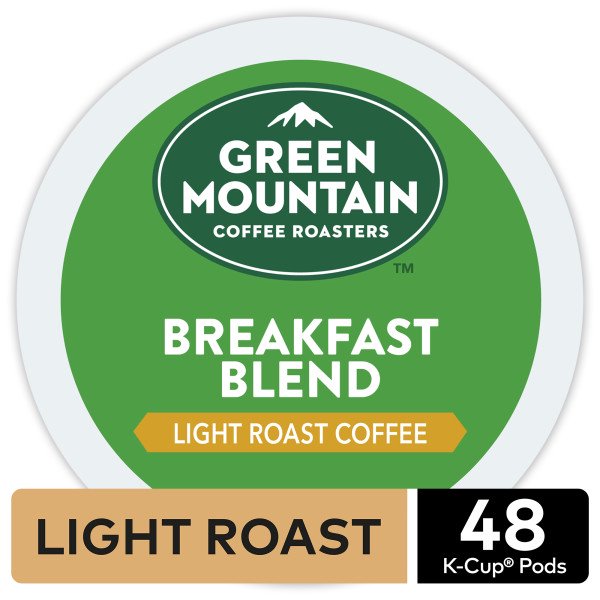 GREEN
MOUNTAIN
COFFEE ROASTERS
TM
BREAKFAST
BLEND
LIGHT ROAST COFFEE
LIGHT ROAST
48
K-Cup® Pods